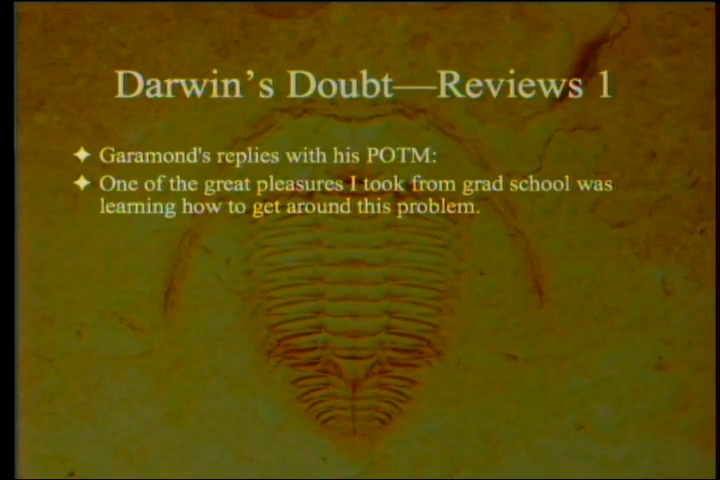 Darwin's Doubt—Reviews 1
Garamond's replies with his POTM:
One of the great pleasures I took from grad school was
learning how to get around this problem.